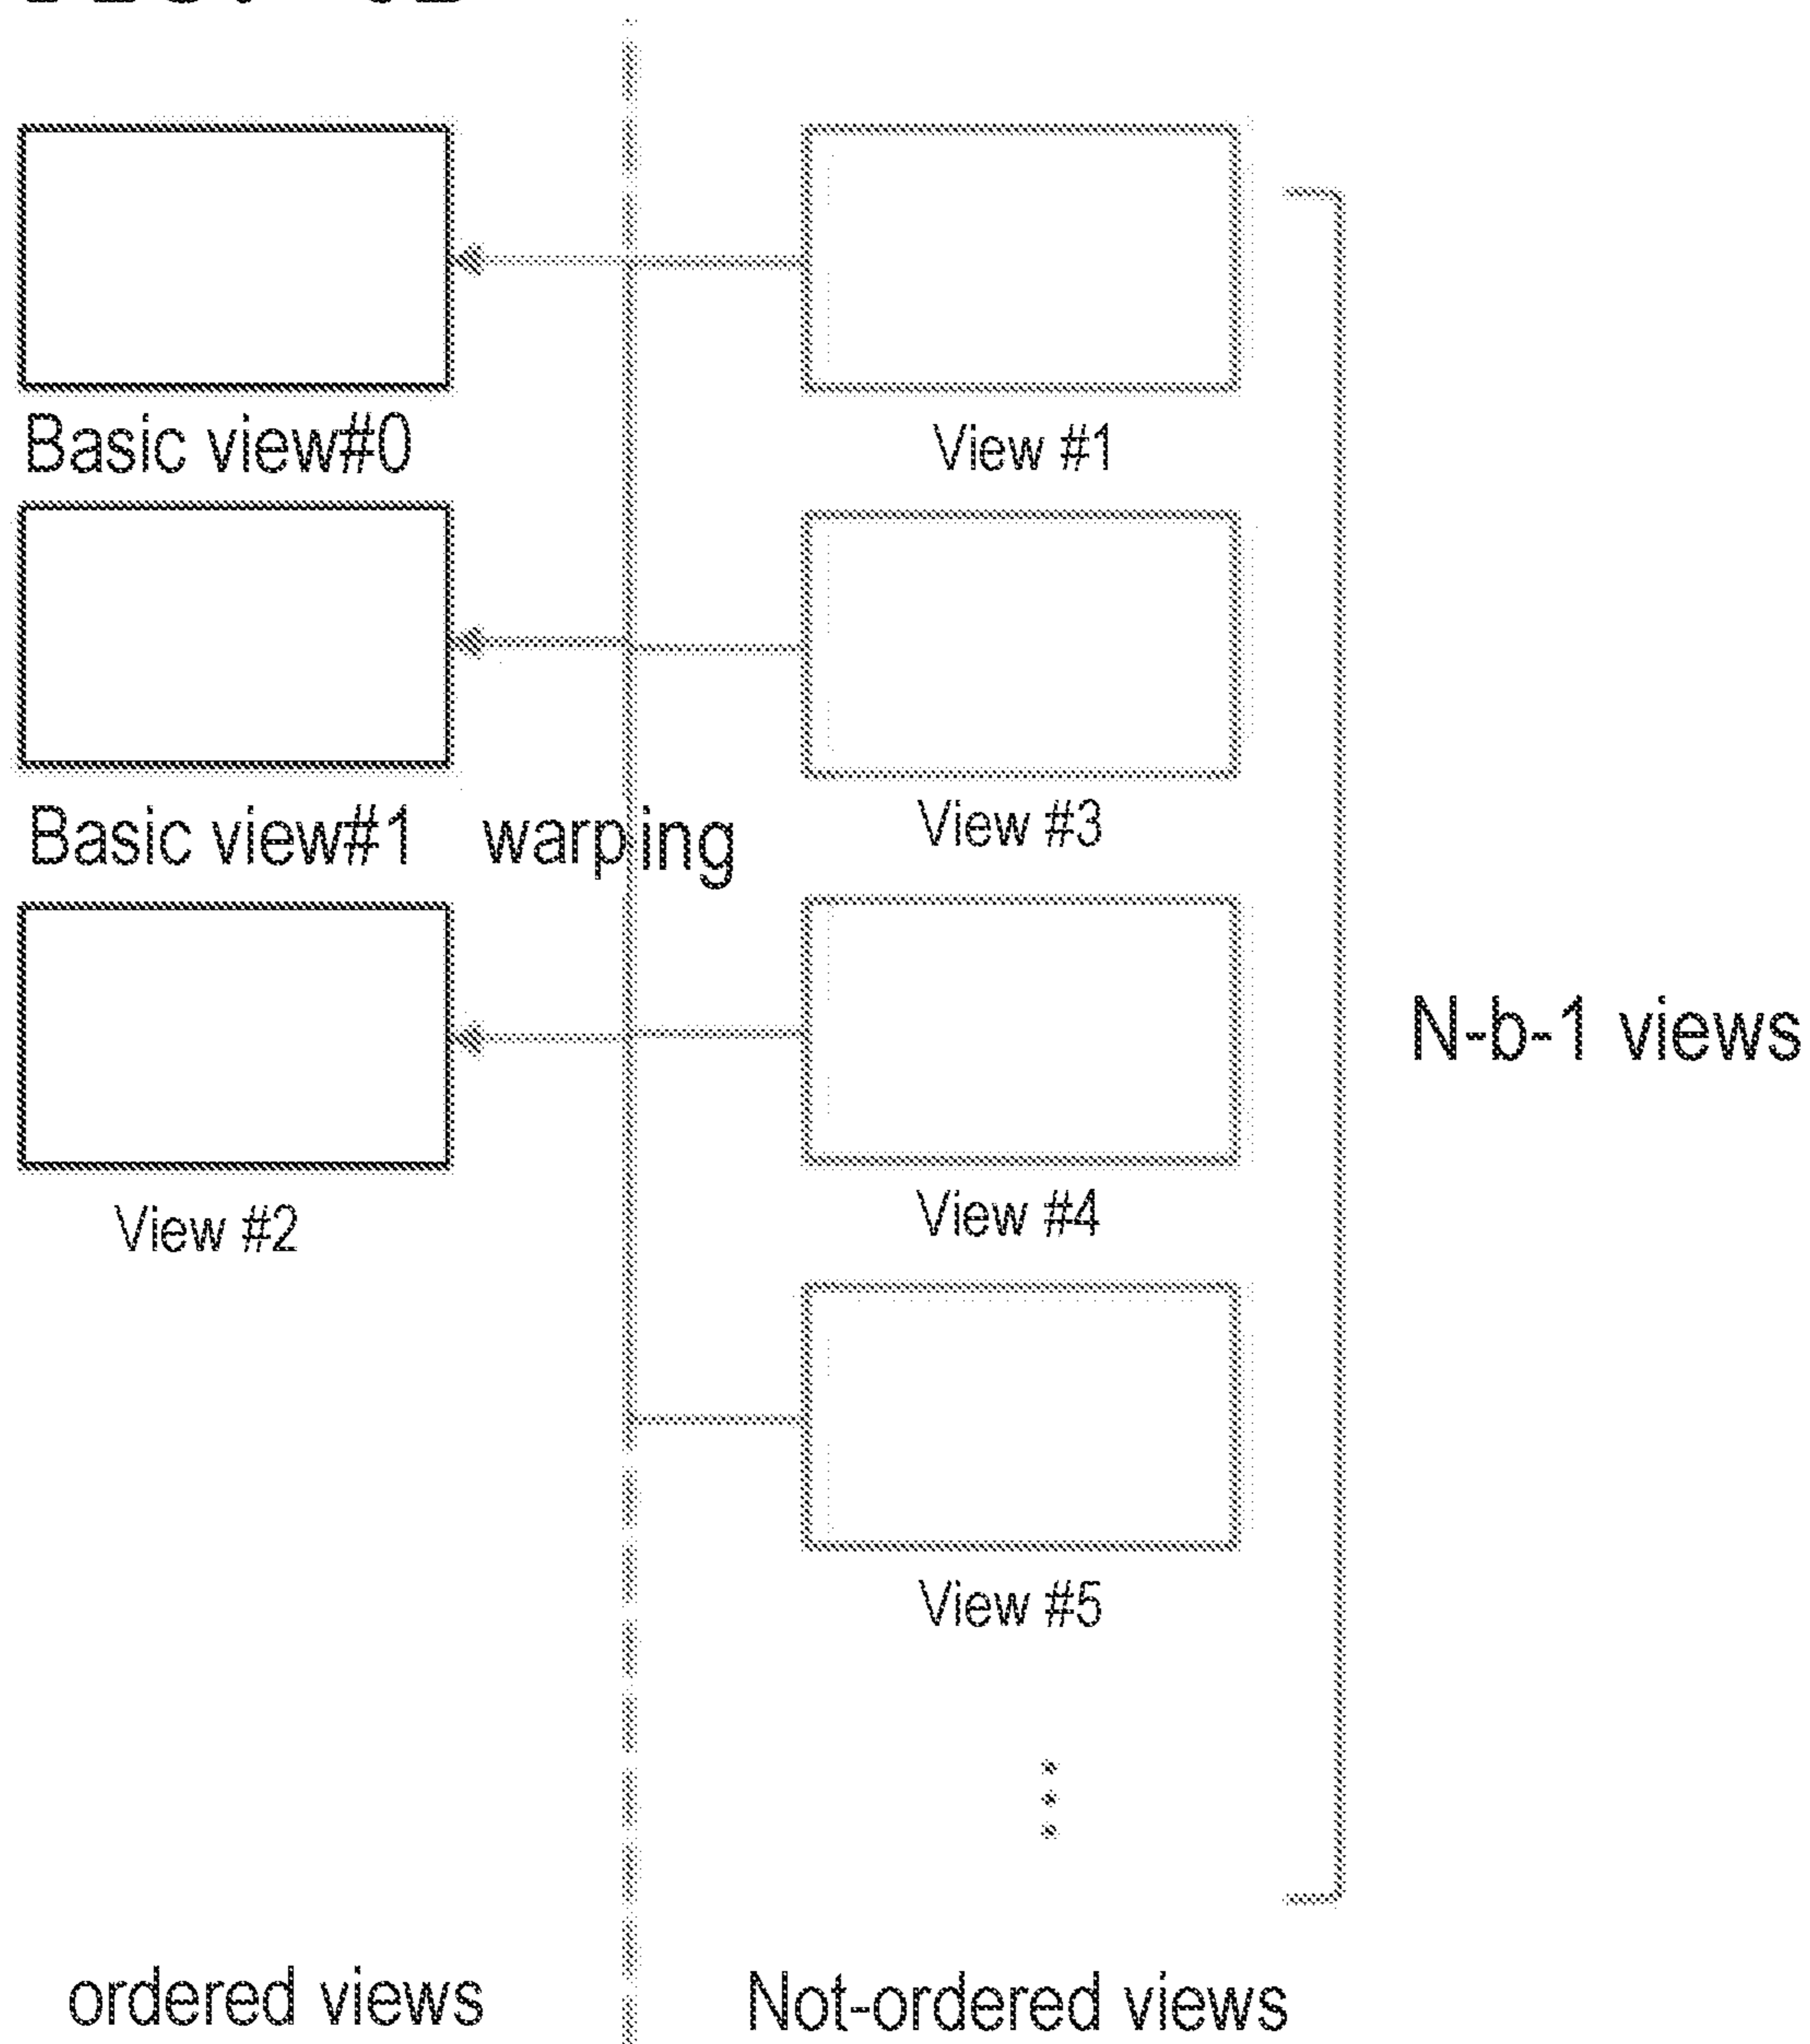 Basic view#0
View #1
Basic view#1
warping
View #3
View #2
View #4
N-b-1 views
View #5
ordered views
Not-ordered views